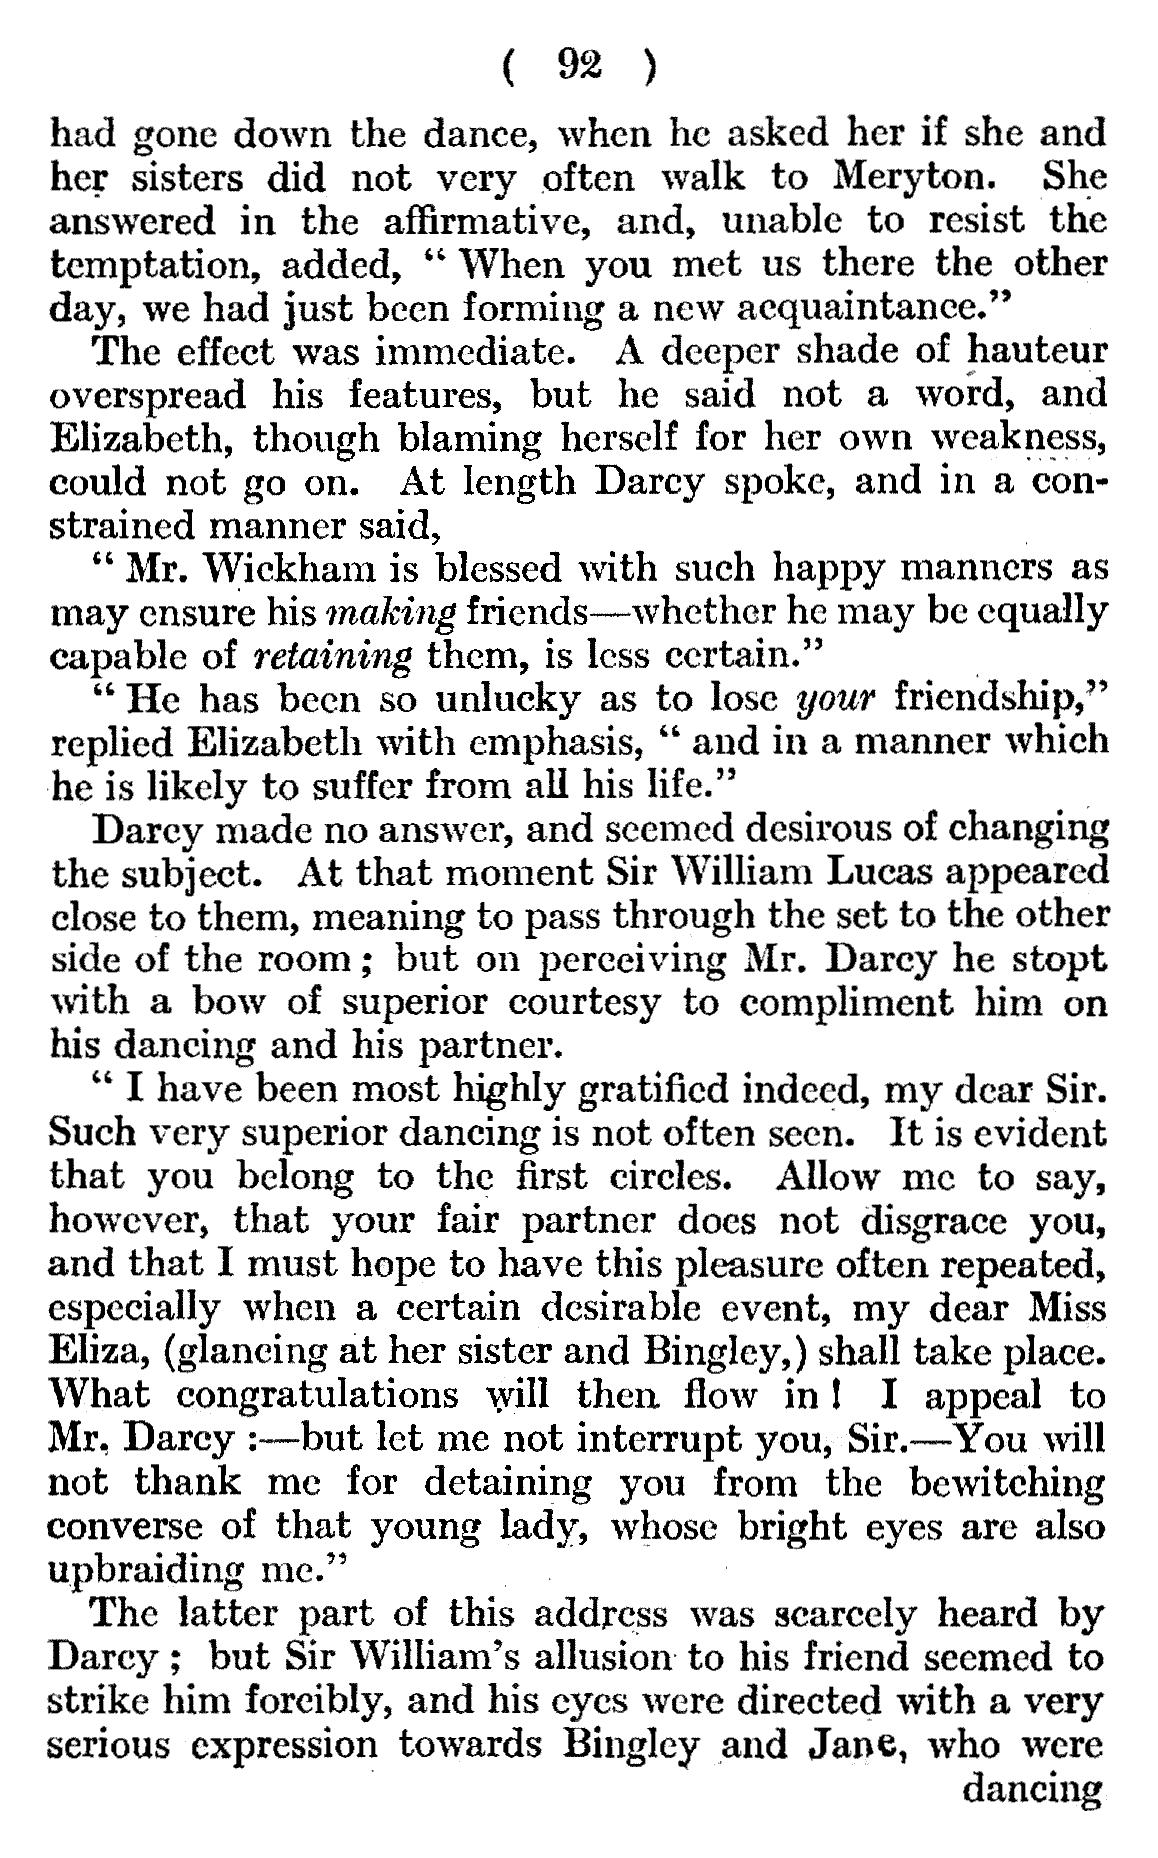 ( 92 )
had gone down the dance, when he asked her if she and
her sisters did not very often walk to Meryton. She
answered in the affirmative, and, unable to resist the
temptation, added, “ When you met us there the other
day, we had just been forming a new acquaintance.”
The effect was immediate. A deeper shade of hauteur
overspread his features, but he said not a word, and
Elizabeth, though blaming herself for her own weakness,
could not go on. At length Darcy spoke, and in a con-
strained manner said,
“ Mr. Wickham is blessed with such happy manners as
may ensure his making friends—whether he may be equally
capable of retaining them, is less certain.”
“ He has been so unlucky as to lose your friendship,”
replied Elizabeth with emphasis, “ and in a manner which
he is likely to suffer from all his life.”
Darcy made no answer, and seemed desirous of changing
the subject. At that moment Sir William Lucas appeared
close to them, meaning to pass through the set to the other
side of the room ; but on perceiving Mr. Darcy he stopt
with a bow of superior courtesy to compliment him on
his dancing and his partner.
“ I have been most highly gratified indeed, my dear Sir.
Such very superior dancing is not often seen. It is evident
that you belong to the first circles. Allow me to say,
however, that your fair partner does not disgrace you,
and that I must hope to have this pleasure often repeated,
especially when a certain desirable event, my dear Miss
Eliza, (glancing at her sister and Bingley,) shall take place.
What congratulations will then flow in ! I appeal to
Mr. Darcy :—but let me not interrupt you, Sir.—You will
not thank me for detaining you from the bewitching
converse of that young lady, whose bright eyes are also
upbraiding me.”
The latter part of this address was scarcely heard by
Darcy ; but Sir William’s allusion to his friend seemed to
strike him forcibly, and his eyes were directed with a very
serious expression towards Bingley and Jane, who were
dancing